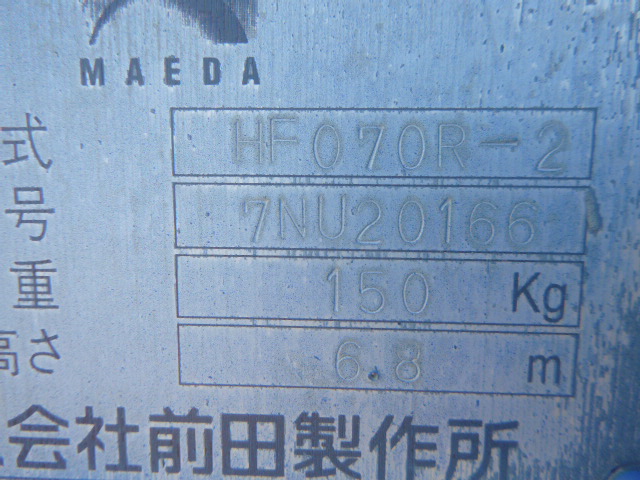 MAEDA
式 HF070R-2
号 7NU20166
重 150 Kg
高さ 6.8 m
会社前田製作所